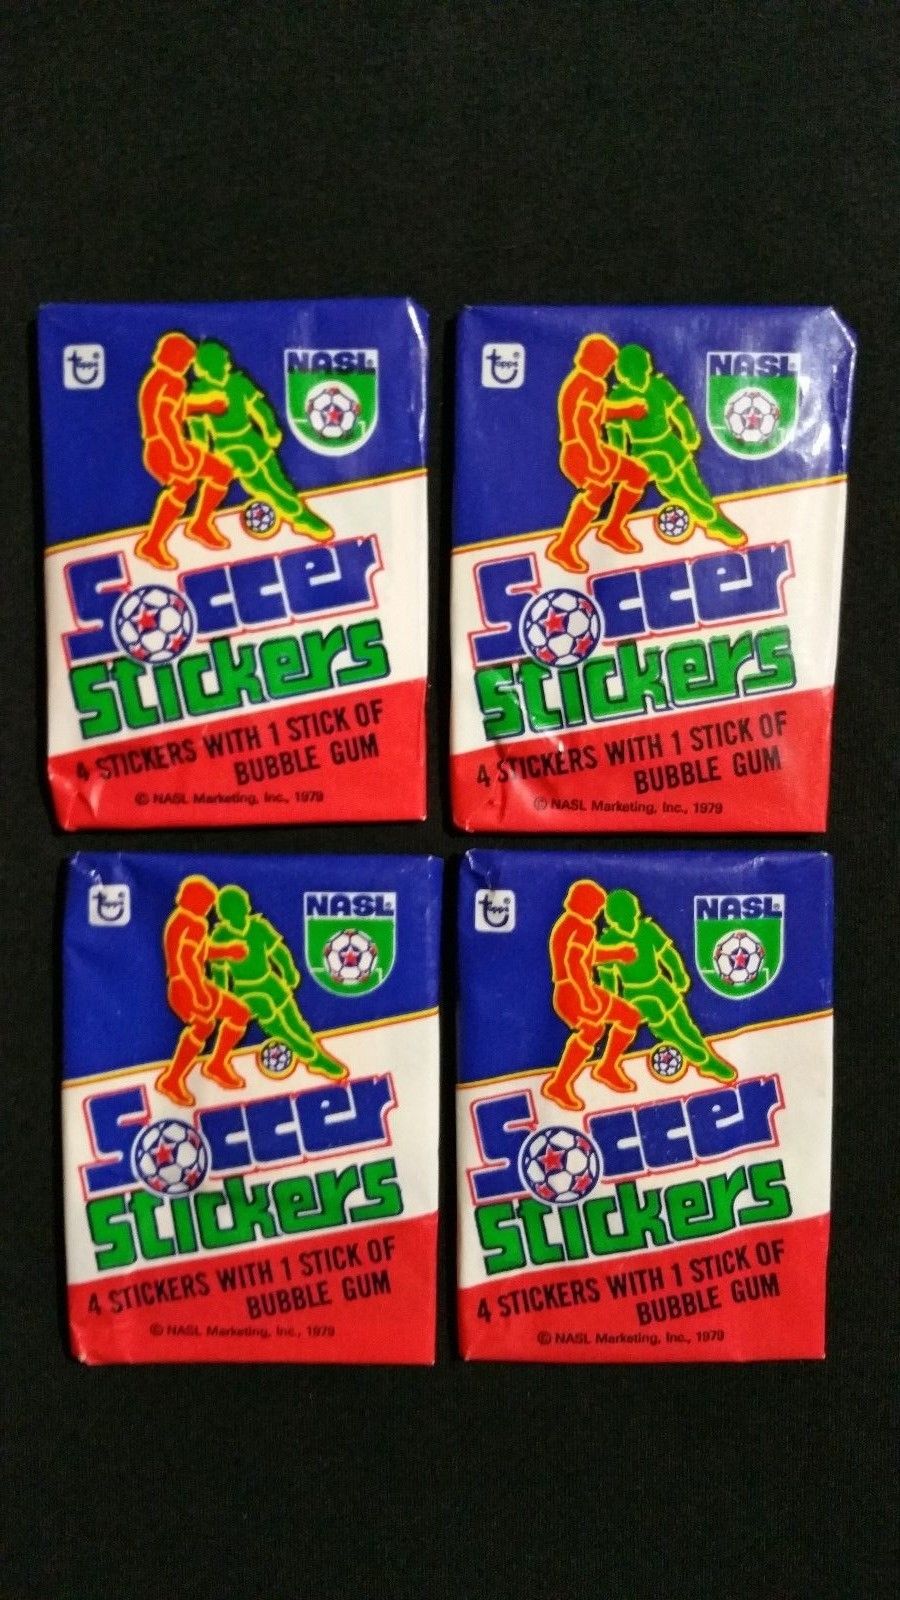 topps®
NASL®
Soccer
Stickers
4 STICKERS WITH 1 STICK OF
BUBBLE GUM
© NASL Marketing, Inc., 1979
topps®
NASL®
Soccer
Stickers
4 STICKERS WITH 1 STICK OF
BUBBLE GUM
© NASL Marketing, Inc., 1979
topps®
NASL®
Soccer
Stickers
4 STICKERS WITH 1 STICK OF
BUBBLE GUM
© NASL Marketing, Inc., 1979
topps®
NASL®
Soccer
Stickers
4 STICKERS WITH 1 STICK OF
BUBBLE GUM
© NASL Marketing, Inc., 1979